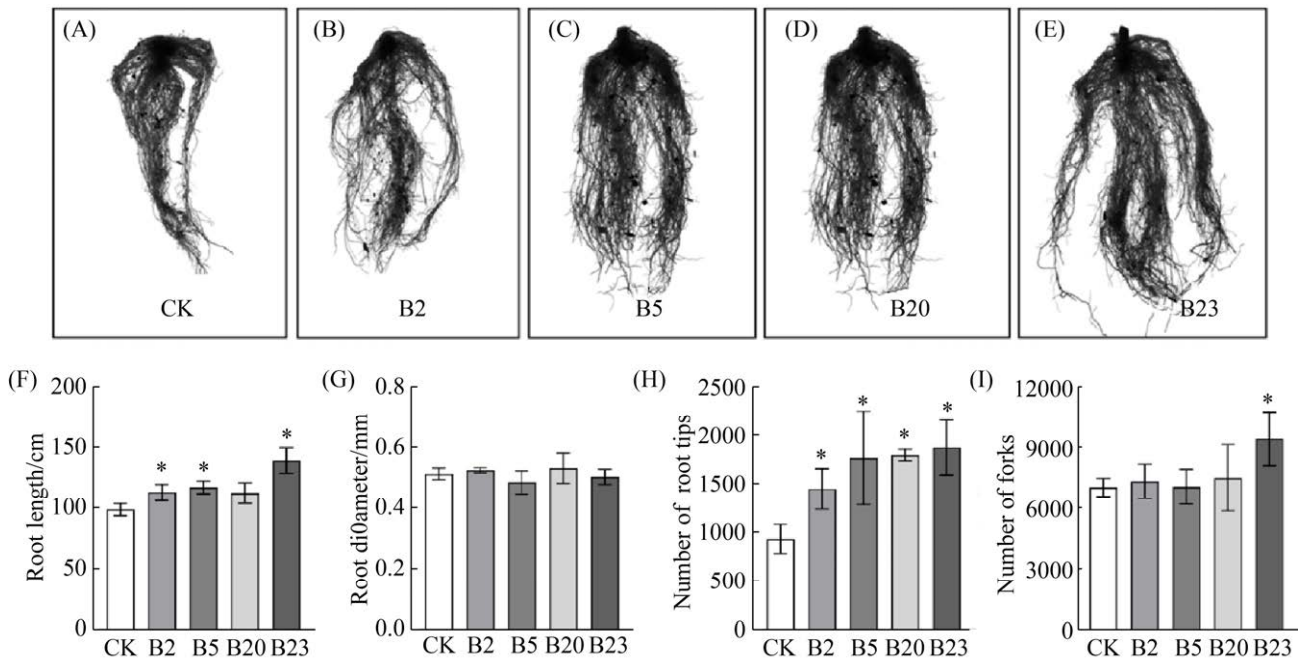 (A)
CK
(B)
B2
(C)
B5
(D)
B20
(E)
B23
(F)
Root length/cm
200
150
100
50
0
*
*
*
CK B2 B5 B20 B23
(G)
Root di0ameter/mm
0.8
0.6
0.4
0.2
0
CK B2 B5 B20 B23
(H)
Number of root tips
2500
2000
1500
1000
500
0
*
*
*
*
CK B2 B5 B20 B23
(I)
Number of forks
12000
9000
6000
3000
0
*
CK B2 B5 B20 B23